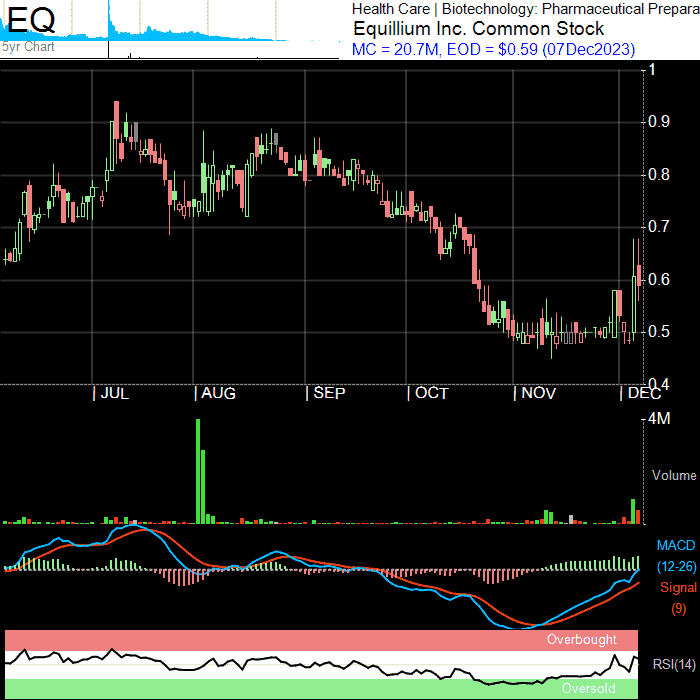 EQ
5yr Chart
Health Care | Biotechnology: Pharmaceutical Prepara
Equillium Inc. Common Stock
MC = 20.7M, EOD = $0.59 (07Dec2023)
1
0.9
0.8
0.7
0.6
0.5
0.4
JUL AUG SEP OCT NOV DEC
4M
Volume
MACD
(12-26)
Signal
(9)
Overbought
RSI(14)
Oversold